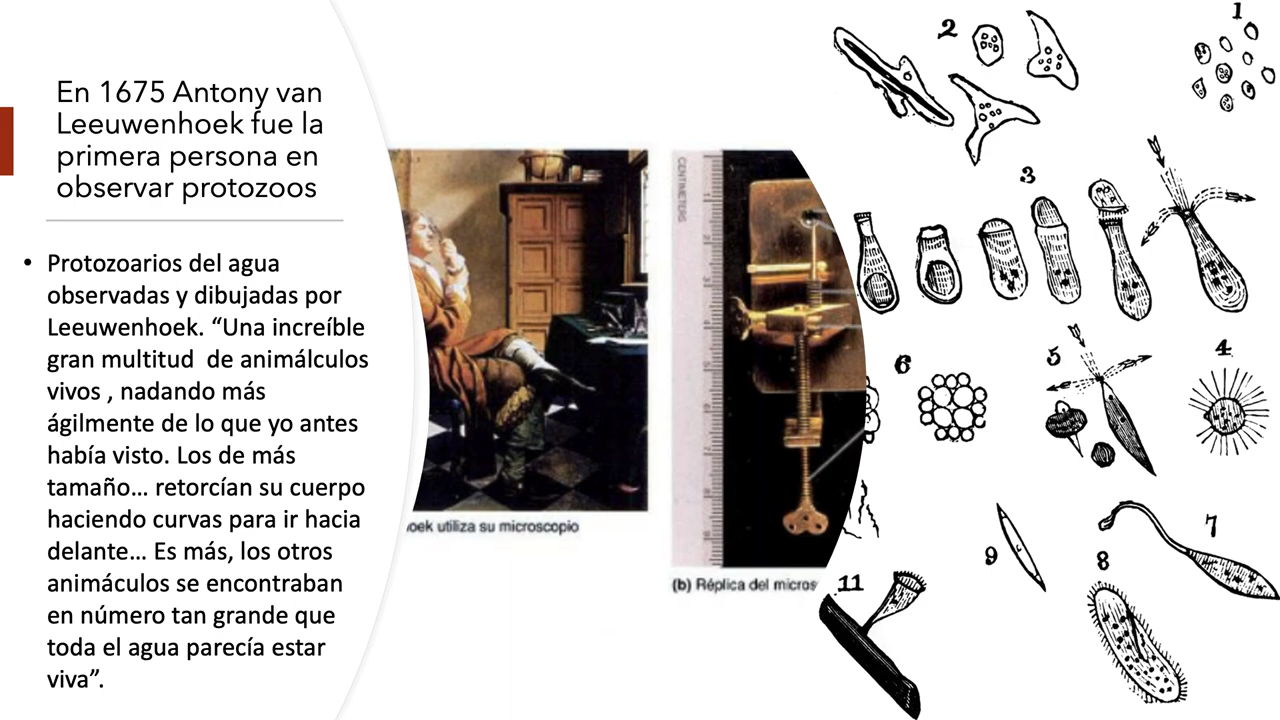 En 1675 Antony van
Leeuwenhoek fue la
primera persona en
observar protozoos
• Protozoarios del agua
observadas y dibujadas por
Leeuwenhoek. “Una increíble
gran multitud  de animálculos
vivos , nadando más
ágilmente de lo que yo antes
había visto. Los de más
tamaño... retorcían su cuerpo
haciendo curvas para ir hacia
delante... Es más, los otros
animáculos se encontraban
en número tan grande que
toda el agua parecía estar
viva”.
hoek utiliza su microscopio
CENTIMETERS
(b) Réplica del micros
1
2
3
4
5
6
7
8
9
11